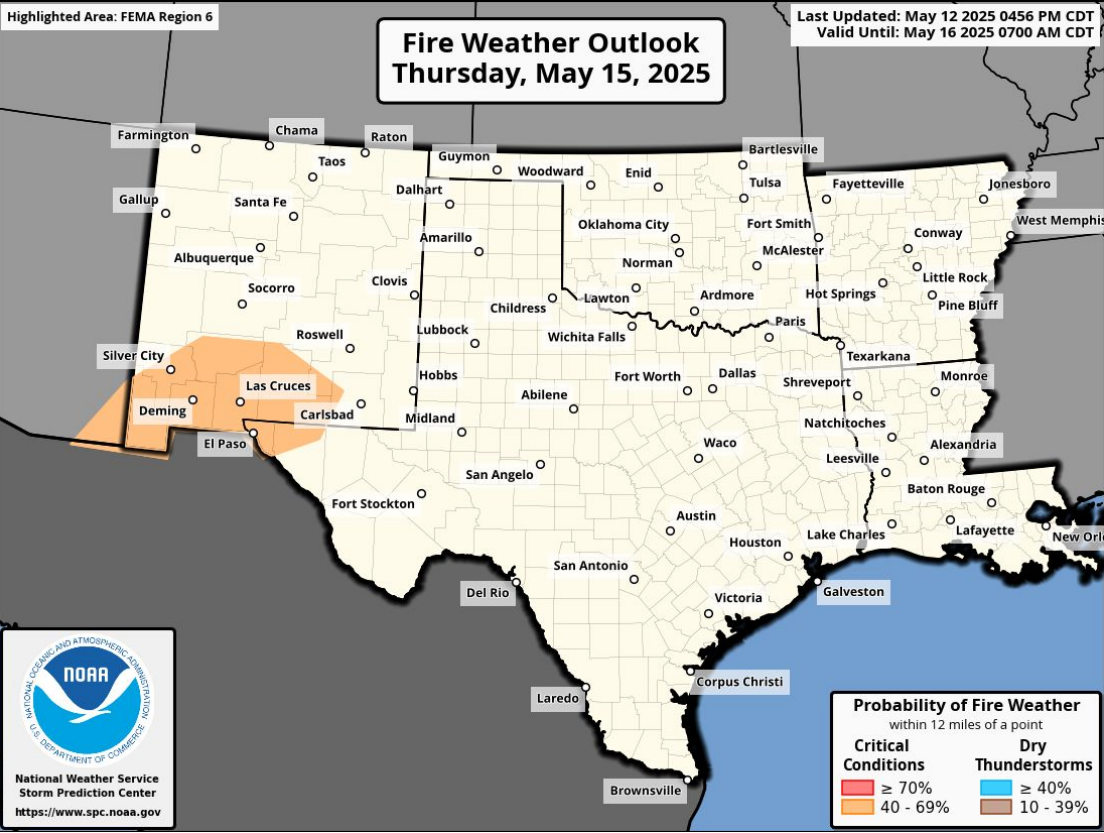 Highlighted Area: FEMA Region 6
Fire Weather Outlook
Thursday, May 15, 2025
Last Updated: May 12 2025 0456 PM CDT
Valid Until: May 16 2025 0700 AM CDT
Farmington
Chama
Raton
Taos
Guymon
Woodward
Enid
Bartlesville
Tulsa
Fayetteville
Jonesboro
Gallup
Santa Fe
Dalhart
Oklahoma City
Fort Smith
West Memphis
Albuquerque
Amarillo
Norman
McAlester
Conway
Socorro
Clovis
Childress
Lawton
Ardmore
Hot Springs
Little Rock
Pine Bluff
Silver City
Roswell
Lubbock
Wichita Falls
Paris
Texarkana
Las Cruces
Hobbs
Fort Worth
Dallas
Shreveport
Monroe
Deming
Carlsbad
Midland
Abilene
Natchitoches
El Paso
Waco
Leesville
Alexandria
San Angelo
Baton Rouge
Fort Stockton
Austin
Houston
Lake Charles
Lafayette
New Orl
San Antonio
Del Rio
Victoria
Galveston
Laredo
Corpus Christi
Brownsville
NATIONAL OCEANIC AND ATMOSPHERIC ADMINISTRATION
NOAA
U.S. DEPARTMENT OF COMMERCE
National Weather Service
Storm Prediction Center
https://www.spc.noaa.gov
Probability of Fire Weather
within 12 miles of a point
Critical Conditions
≥ 70%
40 - 69%
Dry Thunderstorms
≥ 40%
10 - 39%